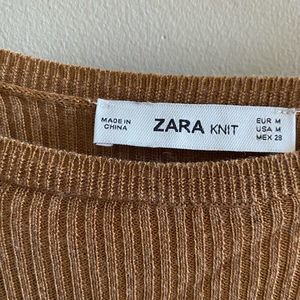 MADE IN
CHINA
ZARA KNIT
EUR M
USA M
MEX 28